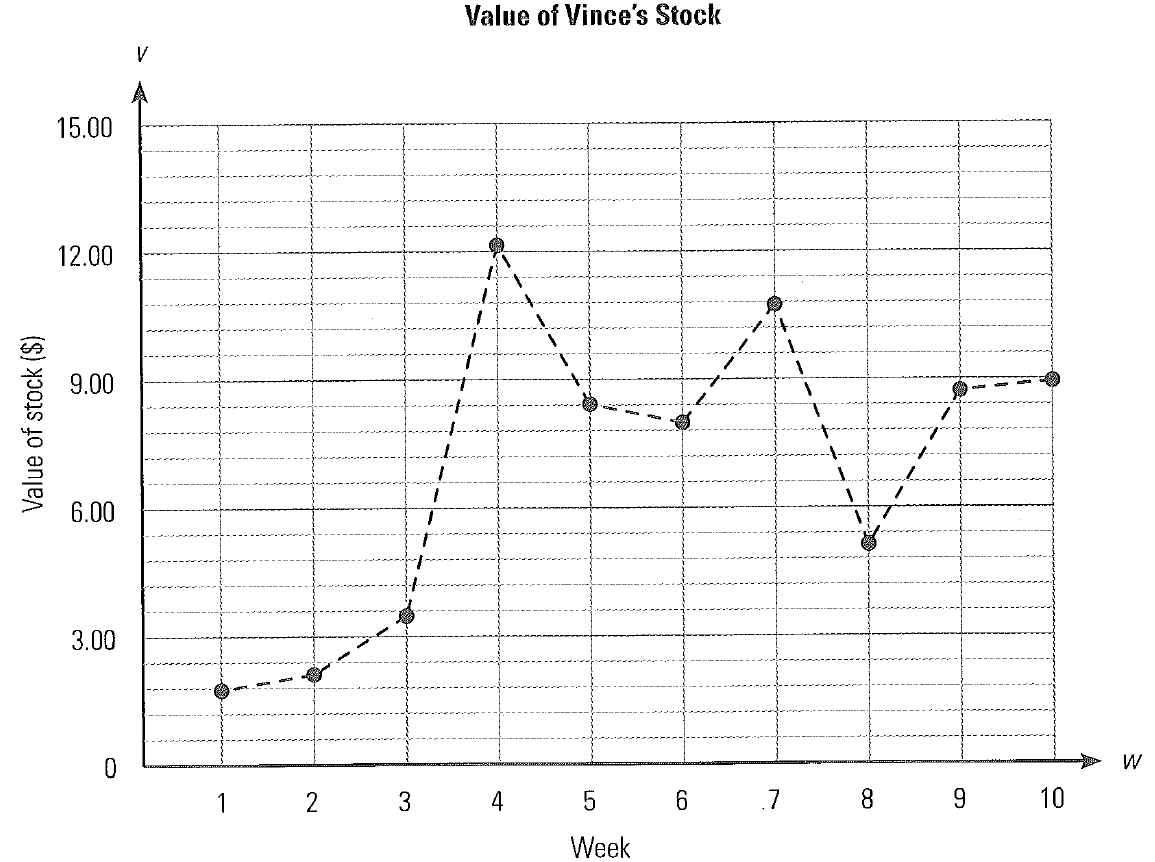 Value of Vince's Stock
V
15.00
12.00
9.00
6.00
3.00
0
Value of stock ($)
1 2 3 4 5 6 .7 8 9 10
W
Week